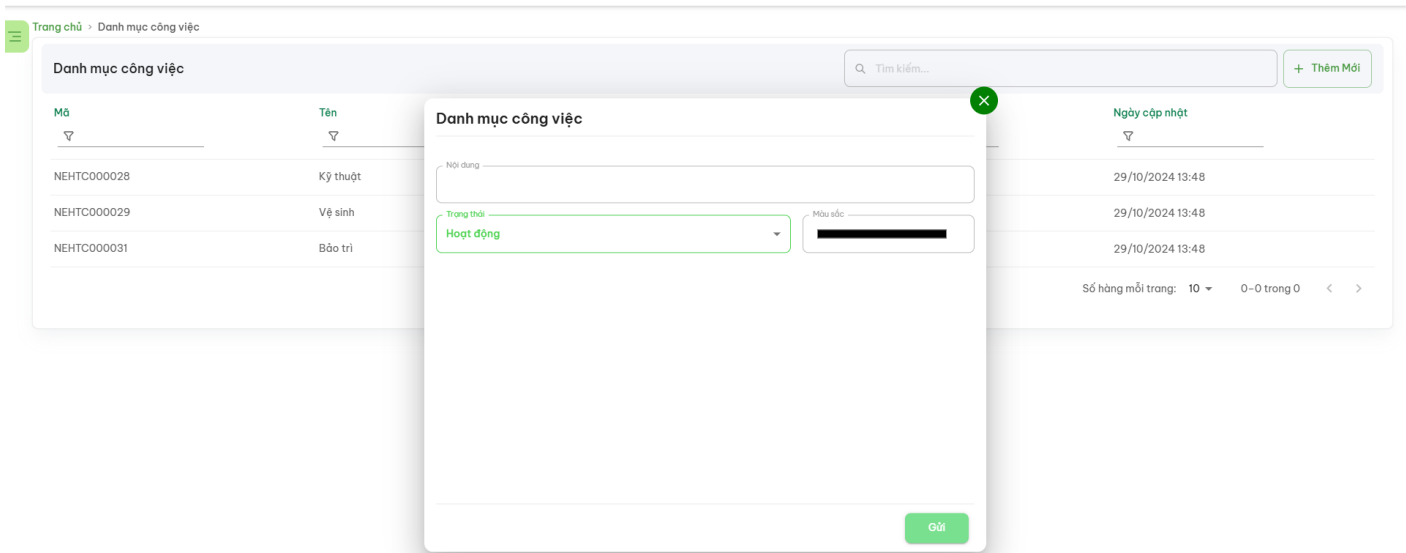 Trang chủ > Danh mục công việc
Danh mục công việc
Tìm kiếm...
+ Thêm Mới
Mã
Tên
Ngày cập nhật
NEHTC000028
Kỹ thuật
29/10/2024 13:48
NEHTC000029
Vệ sinh
29/10/2024 13:48
NEHTC000031
Bảo trì
29/10/2024 13:48
Số hàng mỗi trang: 10
0–0 trong 0
Danh mục công việc
Nội dung
Trạng thái
Hoạt động
Màu sắc
Gửi